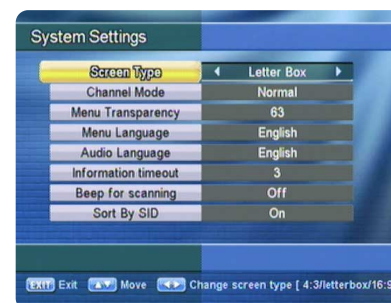 System Settings
Screen Type Letter Box
Channel Mode Normal
Menu Transparency 63
Menu Language English
Audio Language English
Information timeout 3
Beep for scanning Off
Sort By SID On
EXIT Exit Move Change screen type [ 4:3/letterbox/16: